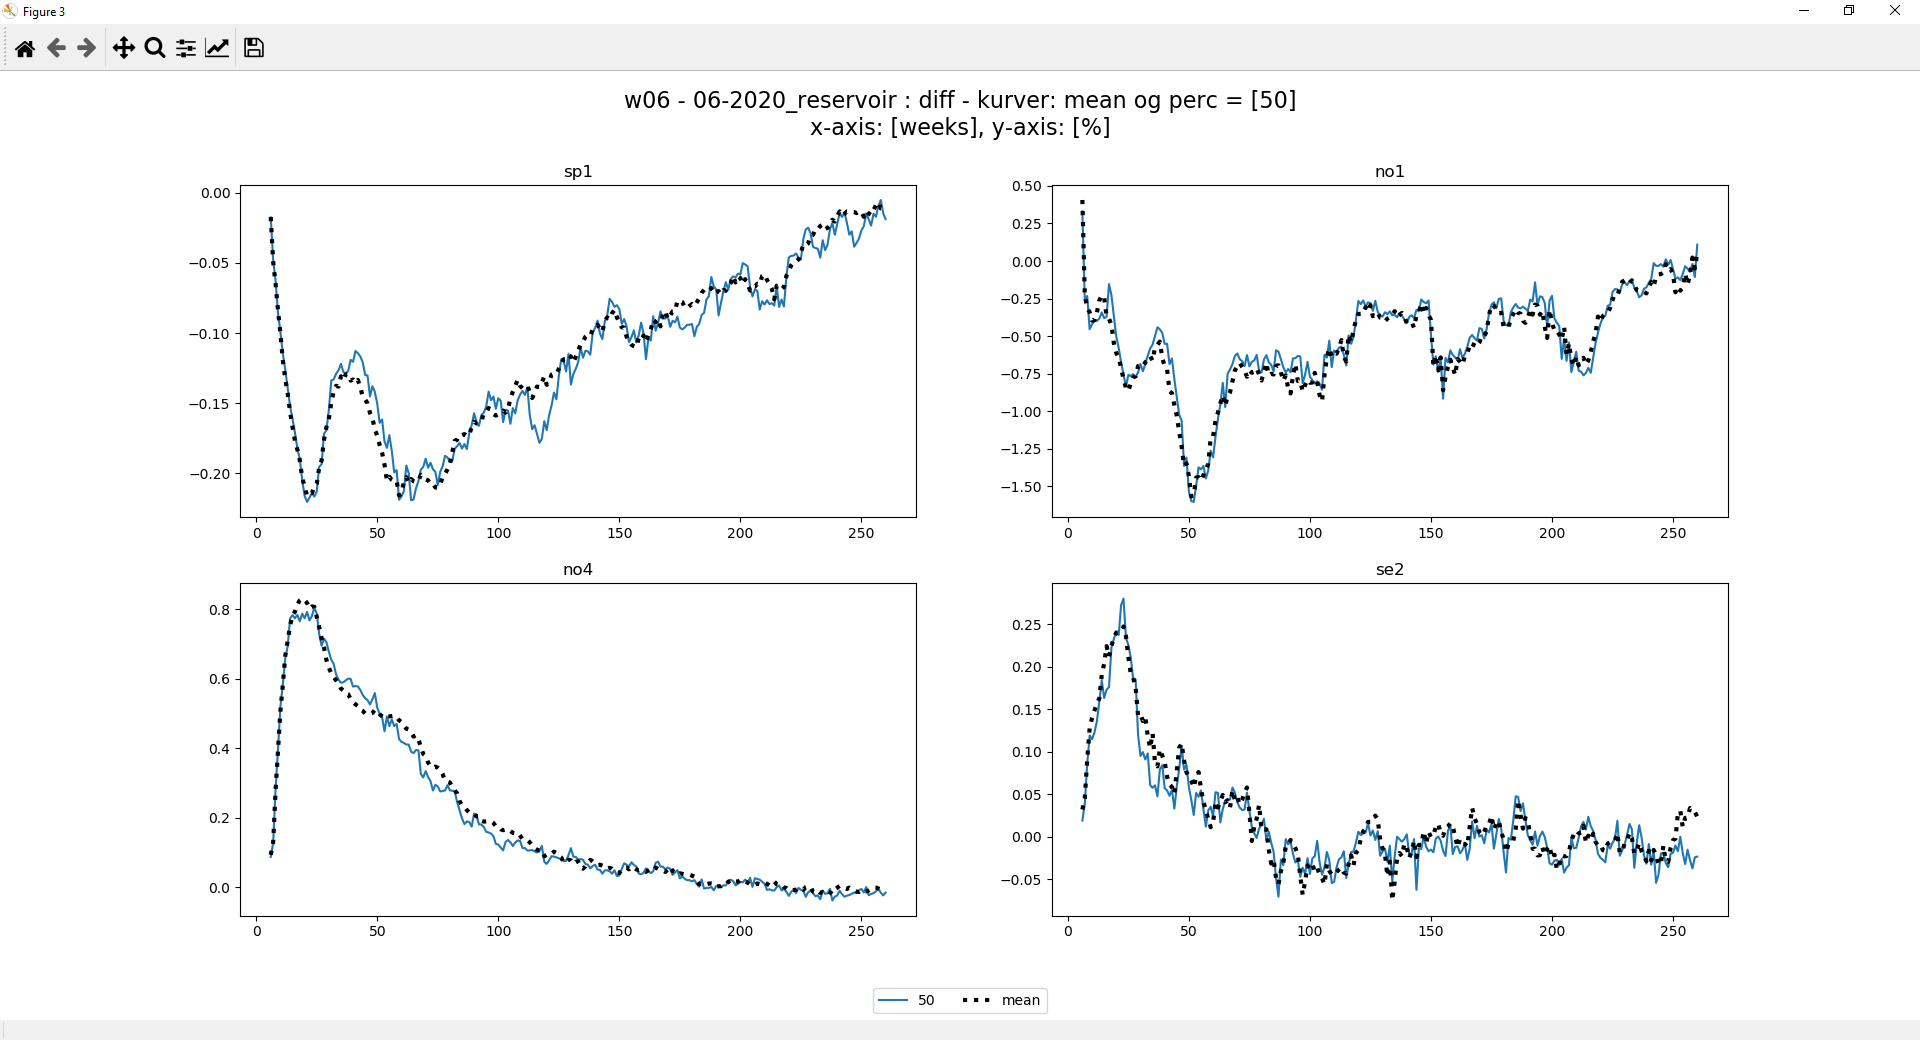 Figure 3
w06 - 06-2020_reservoir : diff - kurver: mean og perc = [50]
x-axis: [weeks], y-axis: [%]
sp1
0.00
−0.05
−0.10
−0.15
−0.20
0 50 100 150 200 250
no1
0.50
0.25
0.00
−0.25
−0.50
−0.75
−1.00
−1.25
−1.50
0 50 100 150 200 250
no4
0.8
0.6
0.4
0.2
0.0
0 50 100 150 200 250
se2
0.25
0.20
0.15
0.10
0.05
0.00
−0.05
0 50 100 150 200 250
50 mean